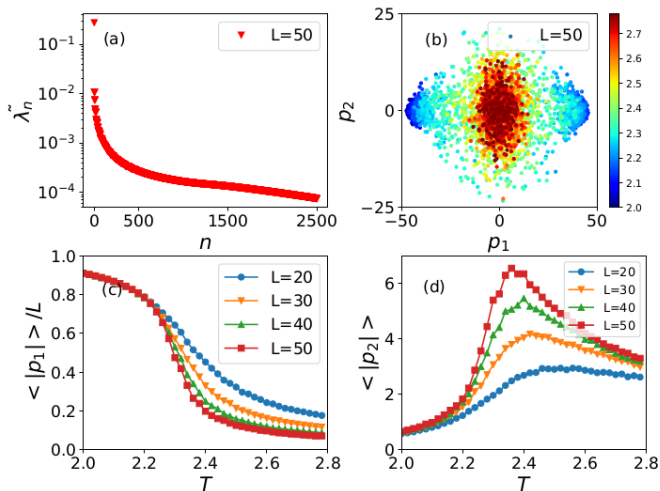 (a)
L=50
10⁻¹
10⁻²
10⁻³
10⁻⁴
λ̃ₙ
0
500
1500
2500
n
(b)
L=50
25
0
−25
p₂
−50
0
50
p₁
2.7
2.6
2.5
2.4
2.3
2.2
2.1
2.0
(c)
L=20
L=30
L=40
L=50
1.0
0.8
0.6
0.4
0.2
0.0
< |p₁| > /L
2.0
2.2
2.4
2.6
2.8
T
(d)
L=20
L=30
L=40
L=50
6
4
2
0
< |p₂| >
2.0
2.2
2.4
2.6
2.8
T